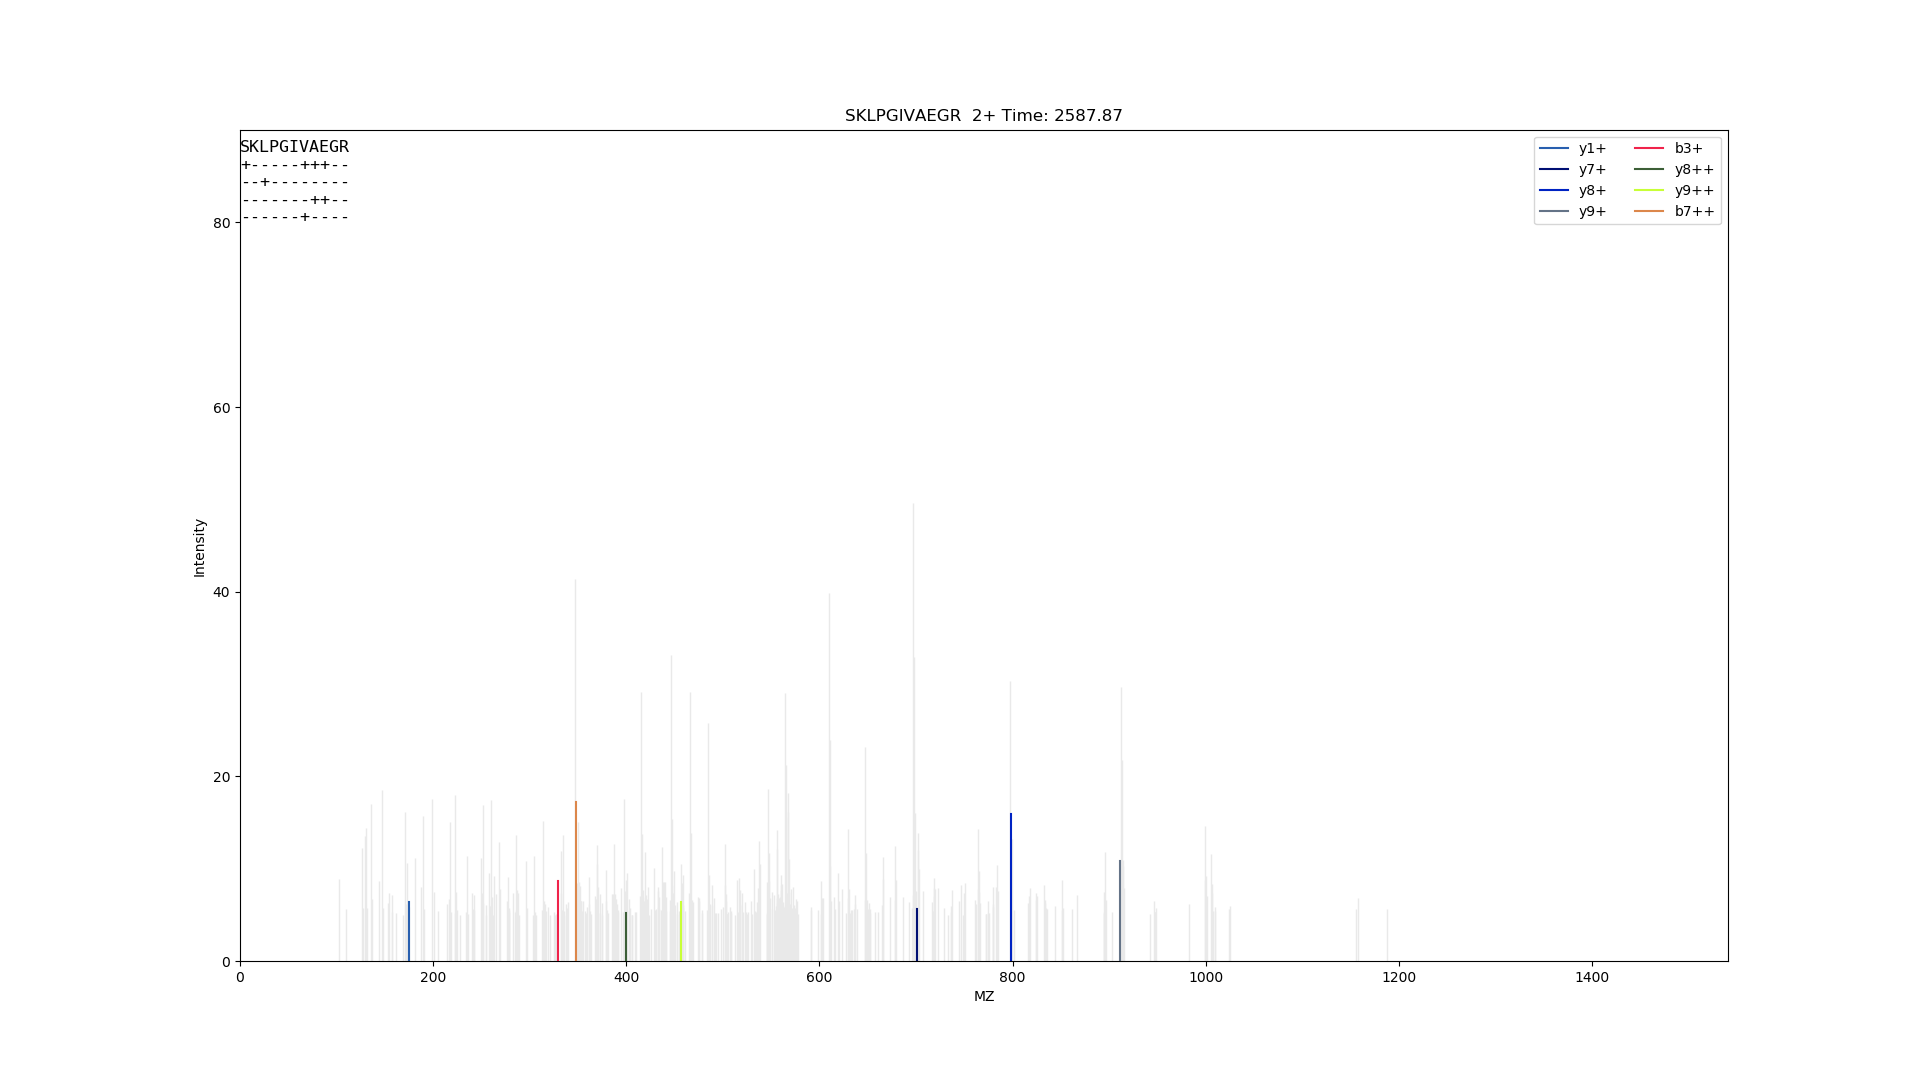 SKLPGIVAEGR  2+ Time: 2587.87
SKLPGIVAEGR
+-----+++--
--+--------
-------++--
------+----
y1+
y7+
y8+
y9+
b3+
y8++
y9++
b7++
80
60
40
20
0
Intensity
0 200 400 600 800 1000 1200 1400
MZ